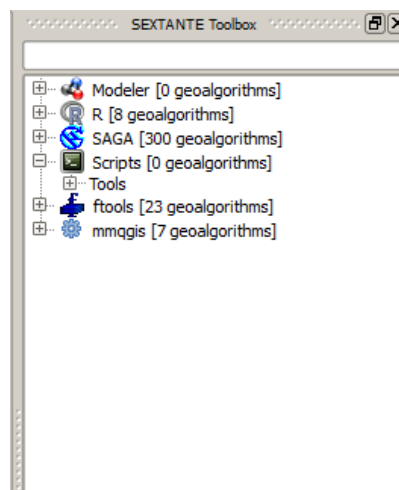 SEXTANTE Toolbox
Modeler [0 geoalgorithms]
R [8 geoalgorithms]
SAGA [300 geoalgorithms]
Scripts [0 geoalgorithms]
Tools
ftools [23 geoalgorithms]
mmqgis [7 geoalgorithms]